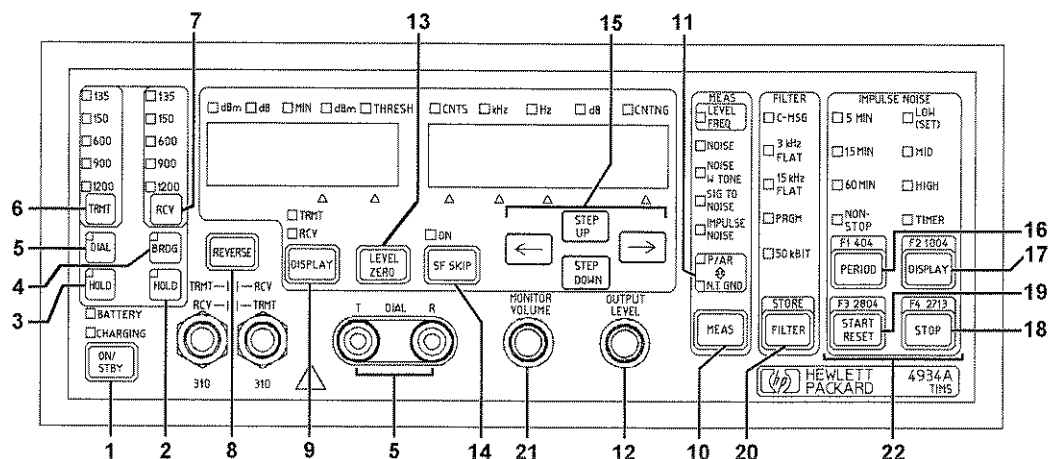 7
13
15
11
135
150
600
900
1200
TRMT
135
150
600
900
1200
RCV
dBm dB MIN dBm THRESH
CNTS kHz Hz dB CNTNG
MEAS
LEVEL
FREQ
NOISE
NOISE
W TONE
SIG TO
NOISE
IMPULSE
NOISE
P/AR
N.T. GND
MEAS
FILTER
C-MSG
3 kHz
FLAT
15 kHz
FLAT
PRGM
50 kBIT
STORE
FILTER
IMPULSE NOISE
5 MIN
15 MIN
60 MIN
NON-
STOP
LOW
(SET)
MID
HIGH
TIMER
F1 404
PERIOD
F2 1004
DISPLAY
F3 2804
START
RESET
F4 2713
STOP
6
5
4
3
16
17
19
18
DIAL
BRDG
HOLD
HOLD
BATTERY
CHARGING
ON/
STBY
REVERSE
TRMT
RCV
RCV
TRMT
310
310
TRMT
RCV
DISPLAY
LEVEL
ZERO
ON
SF SKIP
STEP
UP
STEP
DOWN
T DIAL R
MONITOR
VOLUME
OUTPUT
LEVEL
hp HEWLETT
PACKARD
4934A
TIMS
1
2
8
9
5
14
21
12
10
20
22